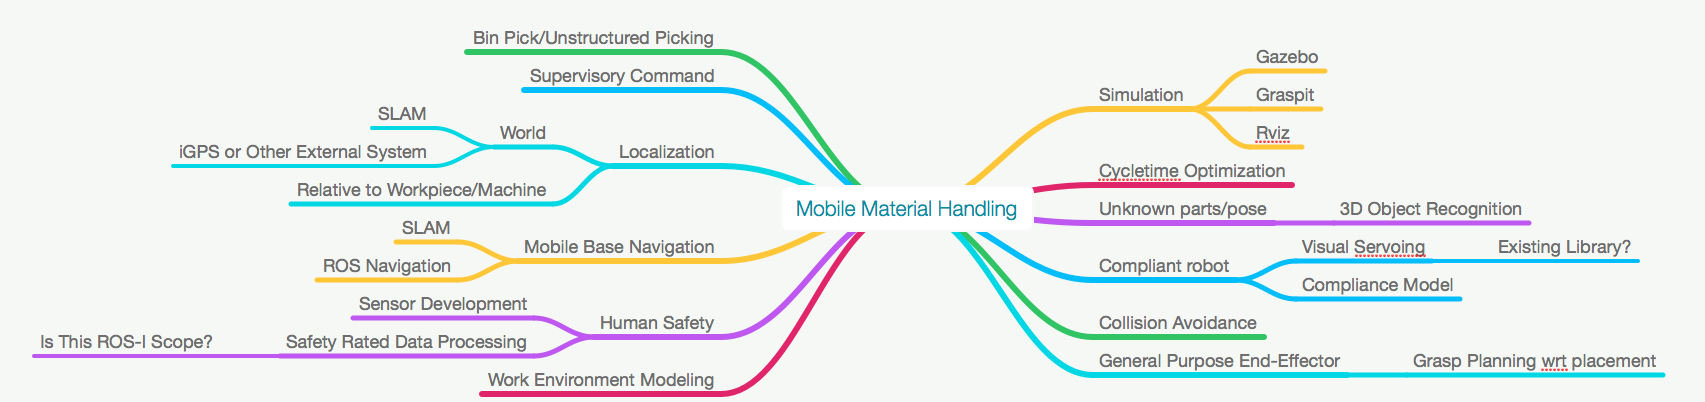 Bin Pick/Unstructured Picking
Supervisory Command
SLAM
World
iGPS or Other External System
Localization
Relative to Workpiece/Machine
SLAM
Mobile Base Navigation
ROS Navigation
Sensor Development
Human Safety
Is This ROS-I Scope?
Safety Rated Data Processing
Work Environment Modeling
Mobile Material Handling
Gazebo
Simulation
Graspit
Rviz
Cycletime Optimization
Unknown parts/pose
3D Object Recognition
Visual Servoing
Existing Library?
Compliant robot
Compliance Model
Collision Avoidance
General Purpose End-Effector
Grasp Planning wrt placement